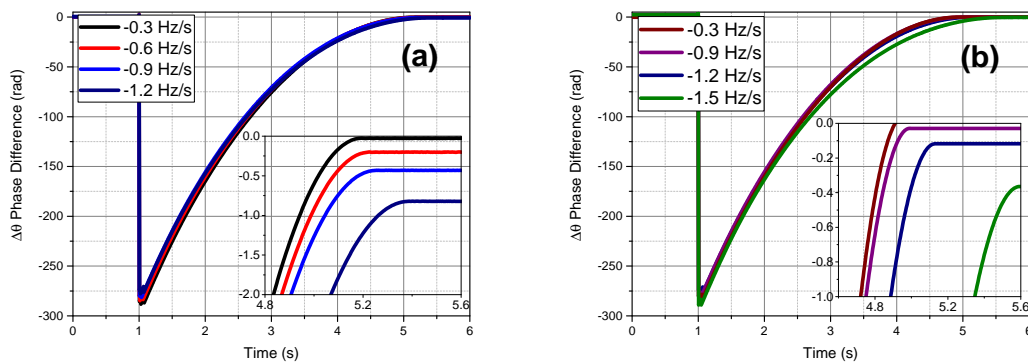 0
-50
-100
-150
-200
-250
-300
Δθ Phase Difference (rad)
-0.3 Hz/s
-0.6 Hz/s
-0.9 Hz/s
-1.2 Hz/s
(a)
0.0
-0.5
-1.0
-1.5
-2.0
4.8 5.2 5.6
0 1 2 3 4 5 6
Time (s)
0
-50
-100
-150
-200
-250
-300
Δθ Phase Difference (rad)
-0.3 Hz/s
-0.9 Hz/s
-1.2 Hz/s
-1.5 Hz/s
(b)
0.0
-0.2
-0.4
-0.6
-0.8
-1.0
4.8 5.2 5.6
0 1 2 3 4 5 6
Time (s)